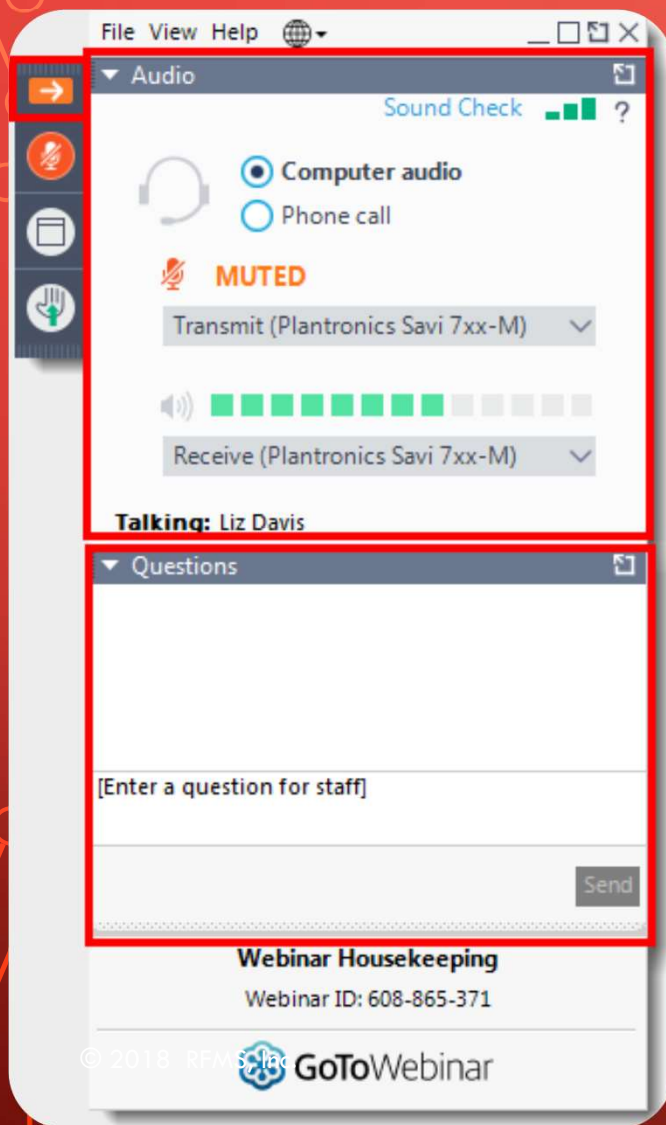 File View Help
Audio
Sound Check ?
Computer audio
Phone call
MUTED
Transmit (Plantronics Savi 7xx-M)
Receive (Plantronics Savi 7xx-M)
Talking: Liz Davis
Questions
[Enter a question for staff]
Send
Webinar Housekeeping
Webinar ID: 608-865-371
© 2018 RFMS, Inc.
GoToWebinar